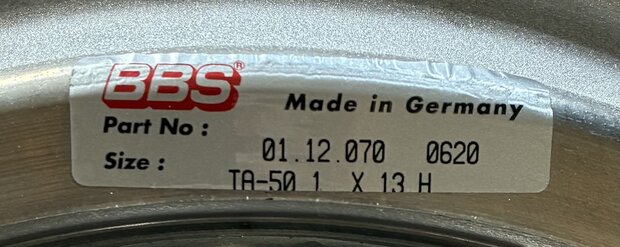 BBS® Made in Germany
Part No : 01.12.070 0620
Size : TA-50 1 X 13 H